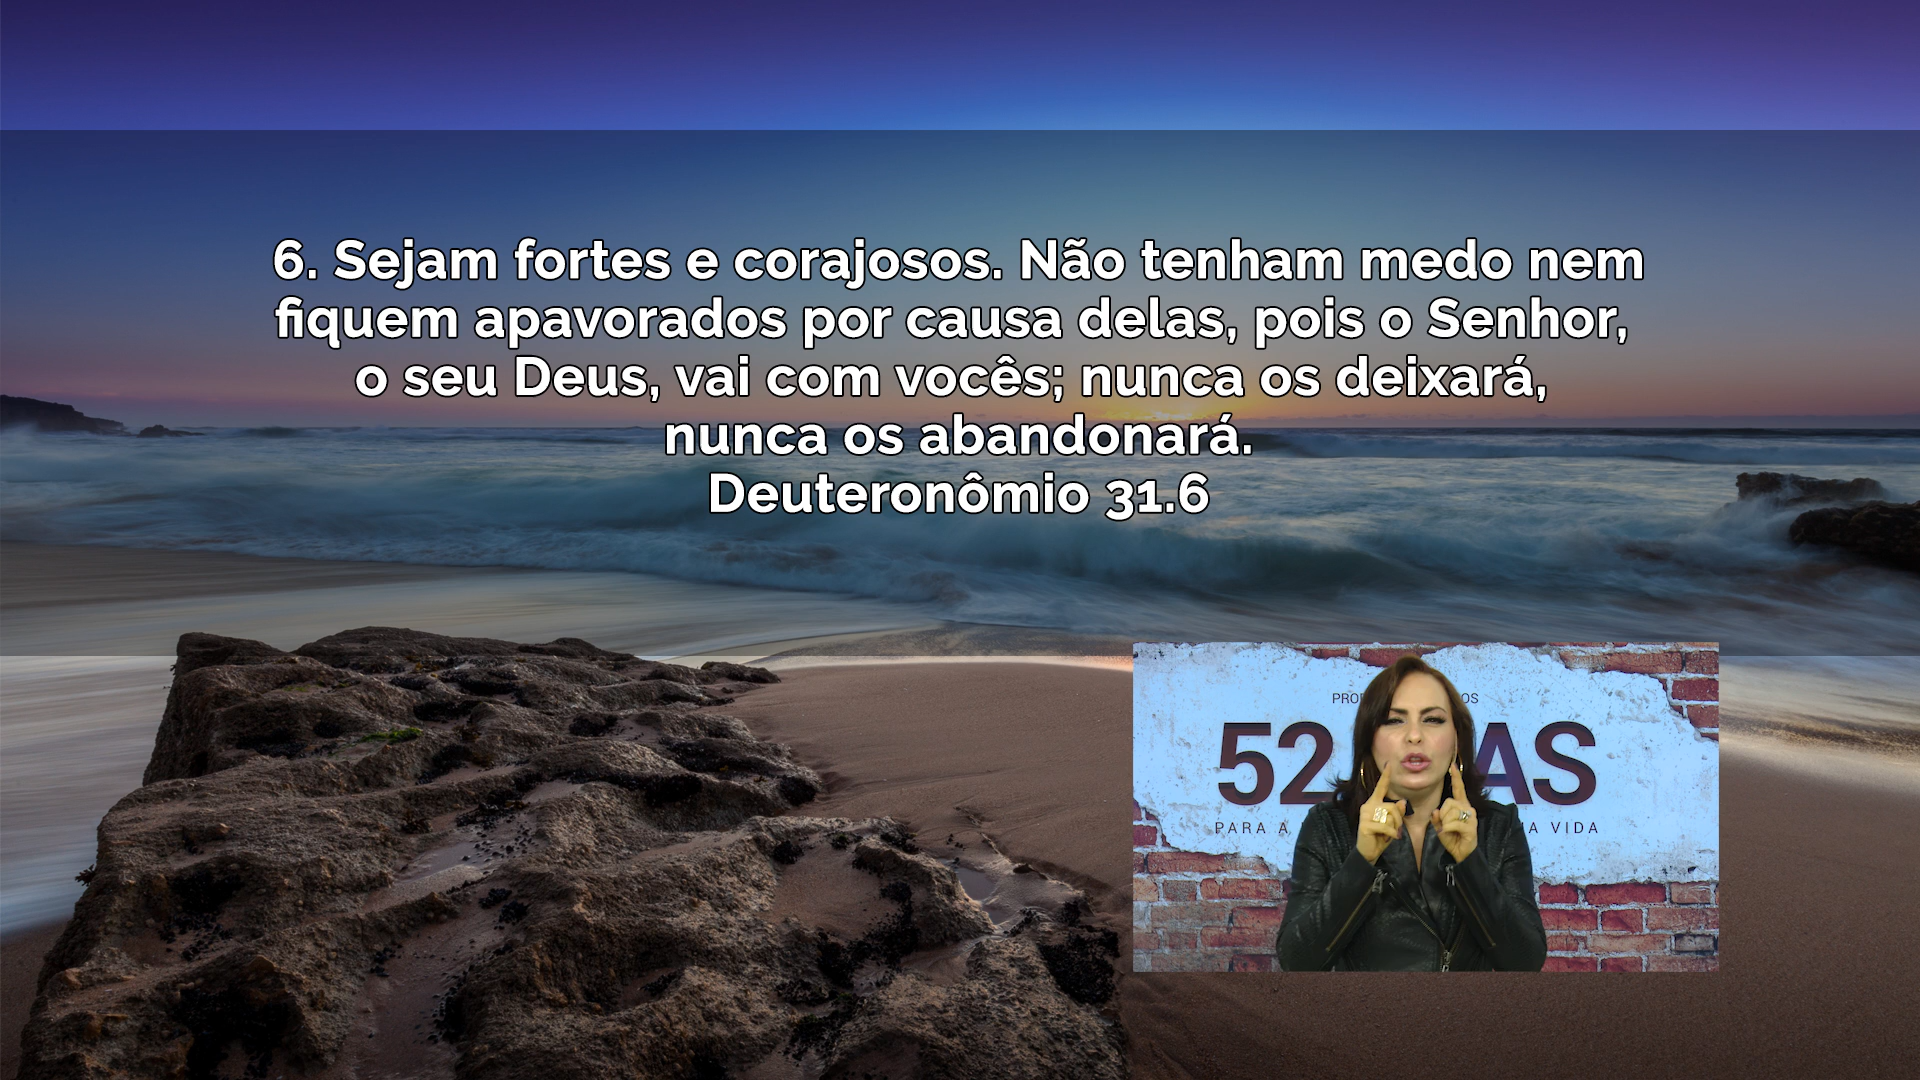 6. Sejam fortes e corajosos. Não tenham medo nem
fiquem apavorados por causa delas, pois o Senhor,
o seu Deus, vai com vocês; nunca os deixará,
nunca os abandonará.
Deuteronômio 31.6
52
PARA A
VIDA